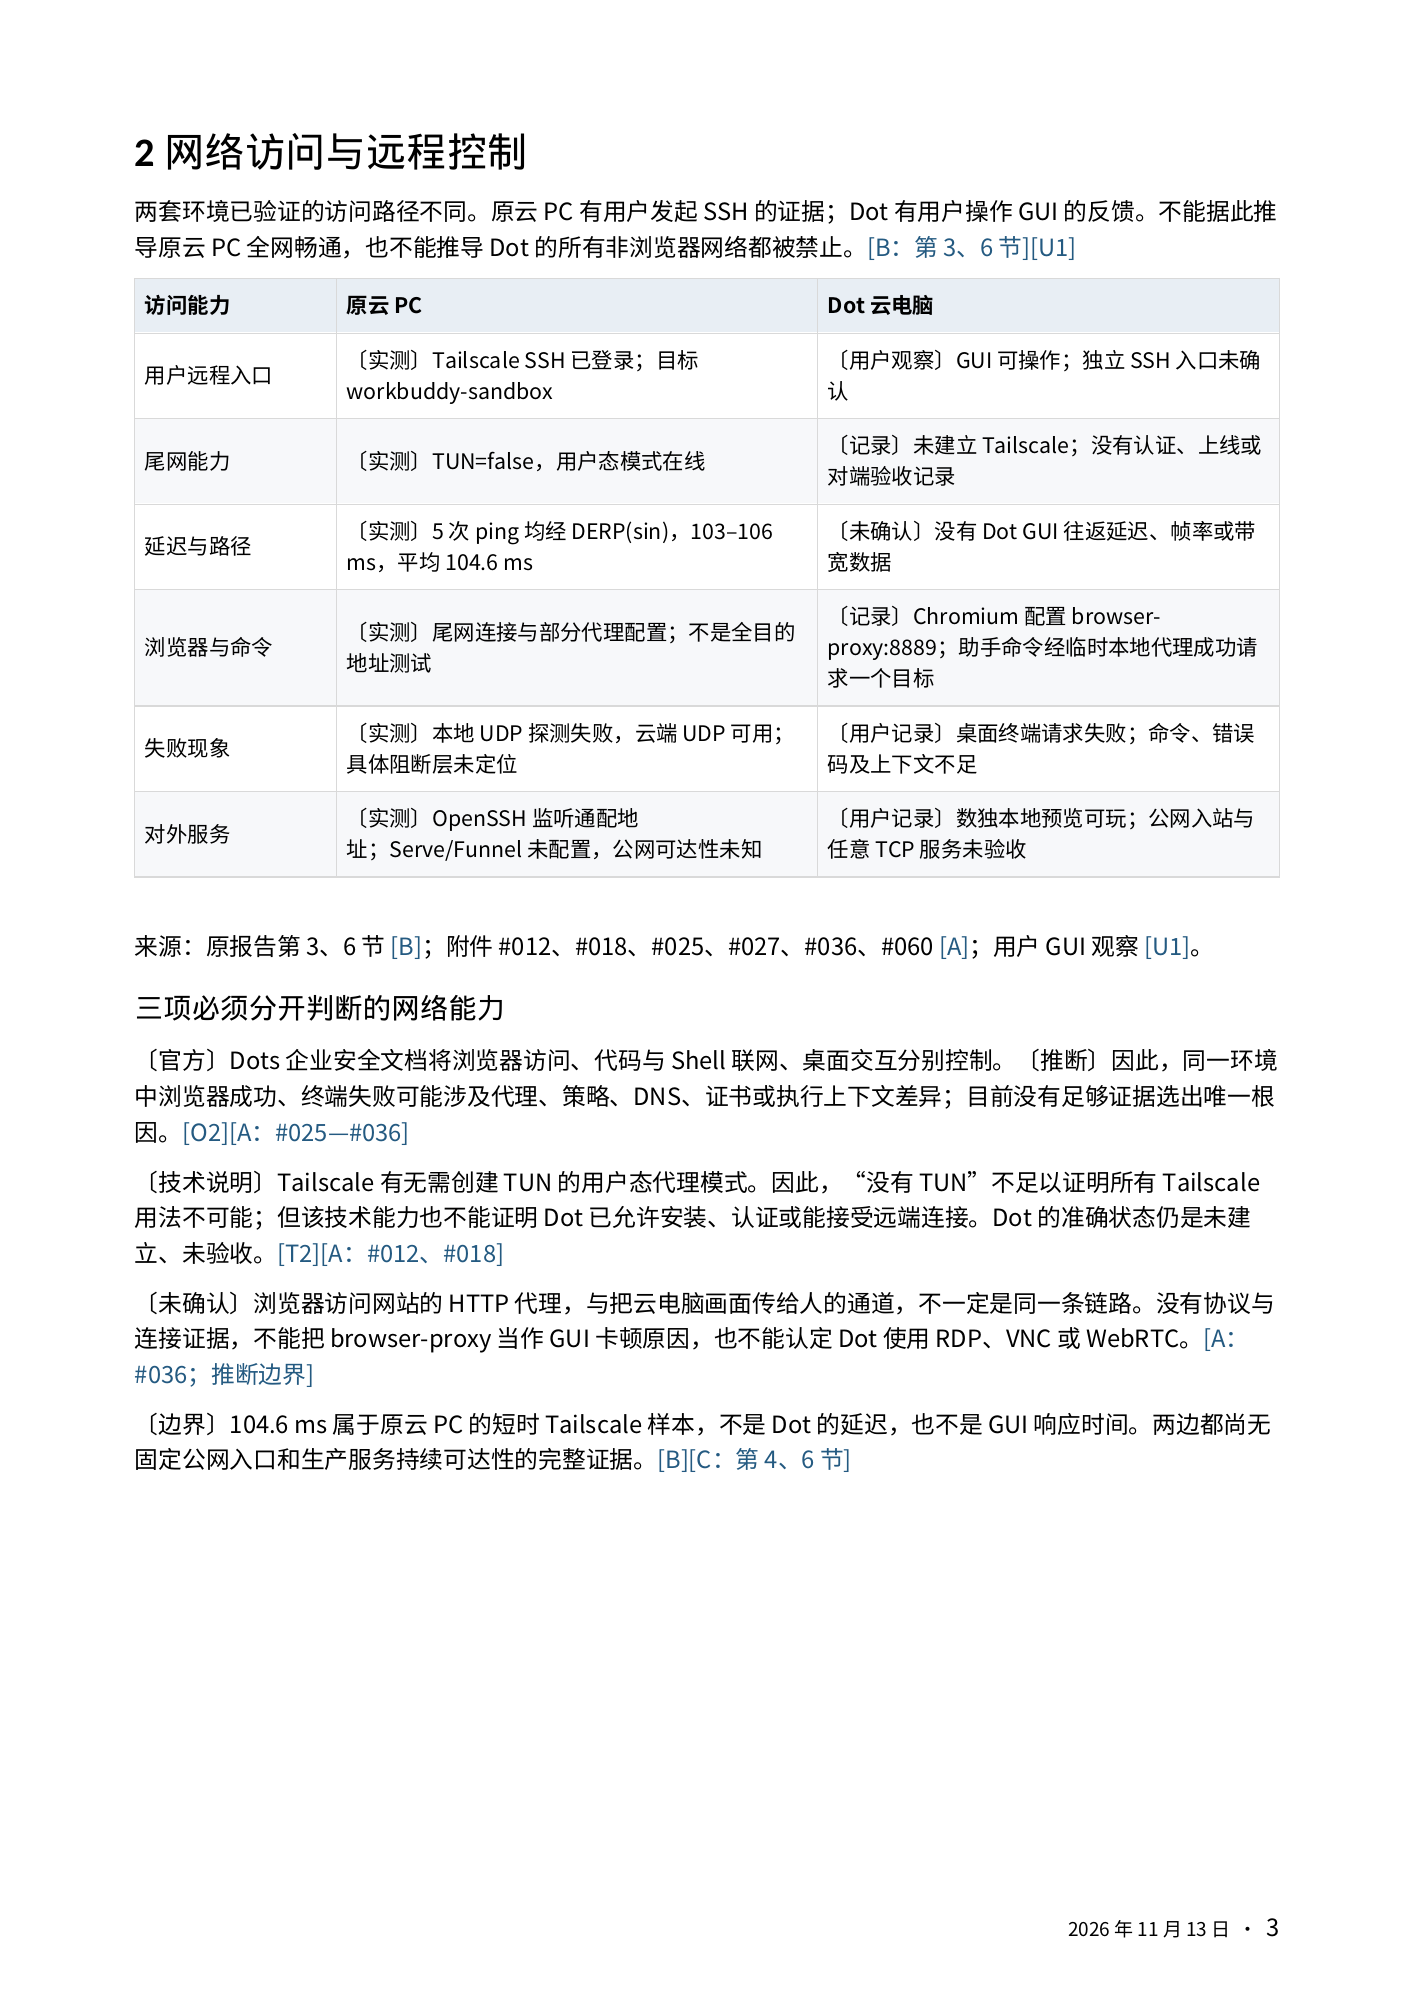 2 网络访问与远程控制
两套环境已验证的访问路径不同。原云 PC 有用户发起 SSH 的证据；Dot 有用户操作 GUI 的反馈。不能据此推
导原云 PC 全网畅通，也不能推导 Dot 的所有非浏览器网络都被禁止。[B：第 3、6 节][U1]
访问能力
原云 PC
Dot 云电脑
用户远程入口
〔实测〕Tailscale SSH 已登录；目标
workbuddy-sandbox
〔用户观察〕GUI 可操作；独立 SSH 入口未确
认
尾网能力
〔实测〕TUN=false，用户态模式在线
〔记录〕未建立 Tailscale；没有认证、上线或
对端验收记录
延迟与路径
〔实测〕5 次 ping 均经 DERP(sin)，103–106
ms，平均 104.6 ms
〔未确认〕没有 Dot GUI 往返延迟、帧率或带
宽数据
浏览器与命令
〔实测〕尾网连接与部分代理配置；不是全目的
地址测试
〔记录〕Chromium 配置 browser-
proxy:8889；助手命令经临时本地代理成功请
求一个目标
失败现象
〔实测〕本地 UDP 探测失败，云端 UDP 可用；
具体阻断层未定位
〔用户记录〕桌面终端请求失败；命令、错误
码及上下文不足
对外服务
〔实测〕OpenSSH 监听通配地
址；Serve/Funnel 未配置，公网可达性未知
〔用户记录〕数独本地预览可玩；公网入站与
任意 TCP 服务未验收
来源：原报告第 3、6 节 [B]；附件 #012、#018、#025、#027、#036、#060 [A]；用户 GUI 观察 [U1]。
三项必须分开判断的网络能力
〔官方〕Dots 企业安全文档将浏览器访问、代码与 Shell 联网、桌面交互分别控制。〔推断〕因此，同一环境
中浏览器成功、终端失败可能涉及代理、策略、DNS、证书或执行上下文差异；目前没有足够证据选出唯一根
因。[O2][A：#025—#036]
〔技术说明〕Tailscale 有无需创建 TUN 的用户态代理模式。因此，“没有 TUN”不足以证明所有 Tailscale
用法不可能；但该技术能力也不能证明 Dot 已允许安装、认证或能接受远端连接。Dot 的准确状态仍是未建
立、未验收。[T2][A：#012、#018]
〔未确认〕浏览器访问网站的 HTTP 代理，与把云电脑画面传给人的通道，不一定是同一条链路。没有协议与
连接证据，不能把 browser-proxy 当作 GUI 卡顿原因，也不能认定 Dot 使用 RDP、VNC 或 WebRTC。[A：
#036；推断边界]
〔边界〕104.6 ms 属于原云 PC 的短时 Tailscale 样本，不是 Dot 的延迟，也不是 GUI 响应时间。两边都尚无
固定公网入口和生产服务持续可达性的完整证据。[B][C：第 4、6 节]
2026 年 11 月 13 日 · 3